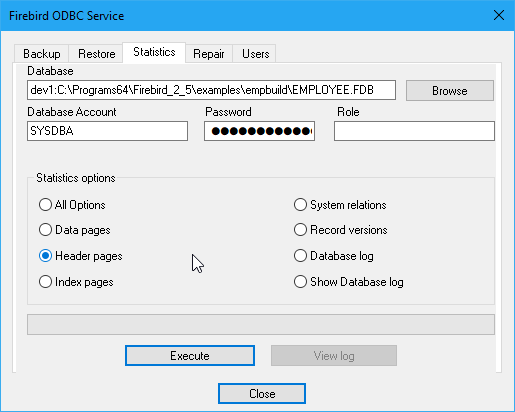 Firebird ODBC Service
Backup Restore Statistics Repair Users
Database
dev1:C:\Programs64\Firebird_2_5\examples\empbuild\EMPLOYEE.FDB Browse
Database Account Password Role
SYSDBA ●●●●●●●●●●●
Statistics options
All Options System relations
Data pages Record versions
Header pages Database log
Index pages Show Database log
Execute View log
Close